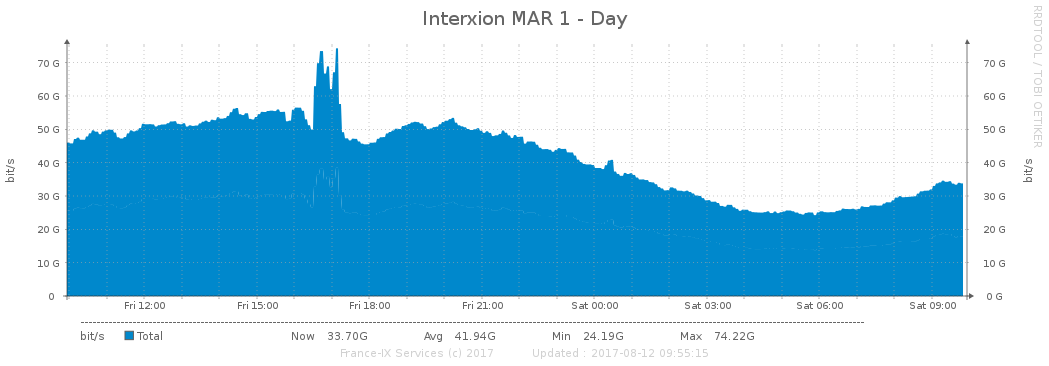 Interxion MAR 1 - Day
RRDTOOL / TOBI OETIKER
bit/s
bit/s
70 G 70 G
60 G 60 G
50 G 50 G
40 G 40 G
30 G 30 G
20 G 20 G
10 G 10 G
0 0 G
Fri 12:00 Fri 15:00 Fri 18:00 Fri 21:00 Sat 00:00 Sat 03:00 Sat 06:00 Sat 09:00
bit/s Total Now 33.70G Avg 41.94G Min 24.19G Max 74.22G
France-IX Services (c) 2017 Updated : 2017-08-12 09:55:15